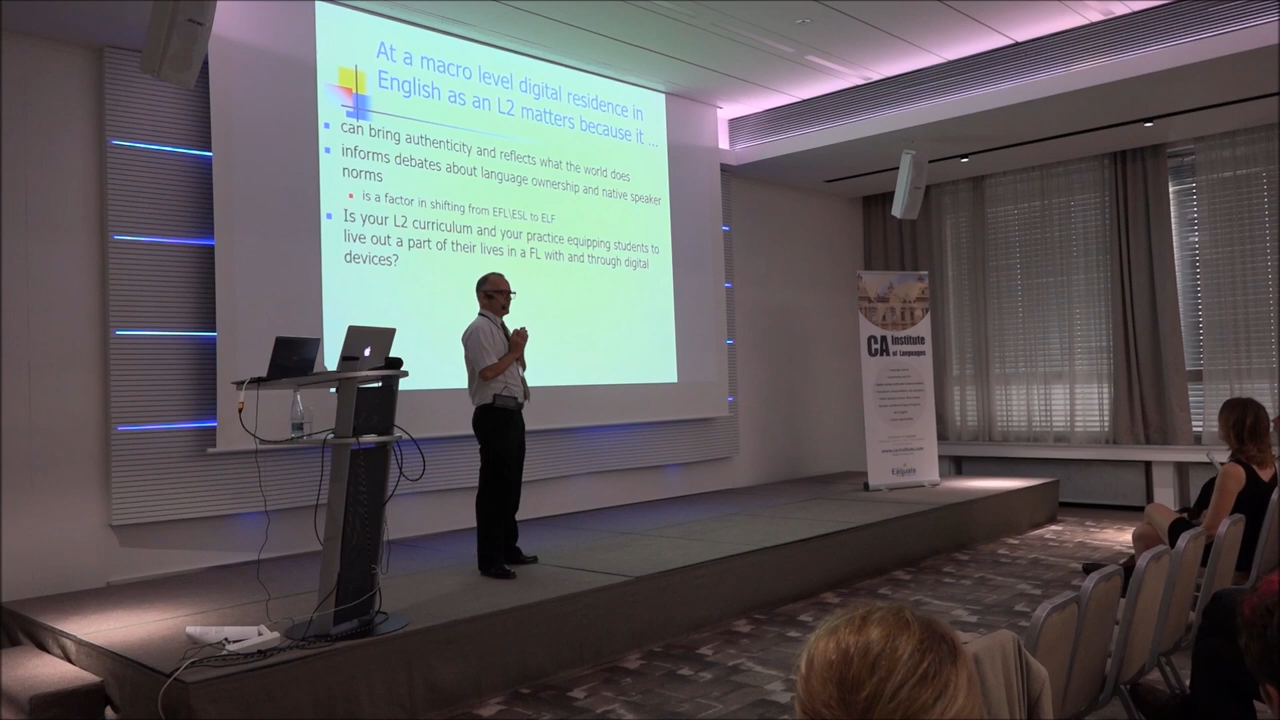 At a macro level digital residence in
English as an L2 matters because it ...
can bring authenticity and reflects what the world does
informs debates about language ownership and native speaker
norms
is a factor in shifting from EFL\ESL to ELF
Is your L2 curriculum and your practice equipping students to
live out a part of their lives in a FL with and through digital
devices?
CA Institute
of Languages